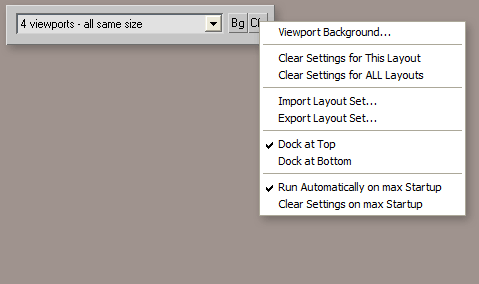 4 viewports - all same size
Bg
Viewport Background...
Clear Settings for This Layout
Clear Settings for ALL Layouts
Import Layout Set...
Export Layout Set...
Dock at Top
Dock at Bottom
Run Automatically on max Startup
Clear Settings on max Startup